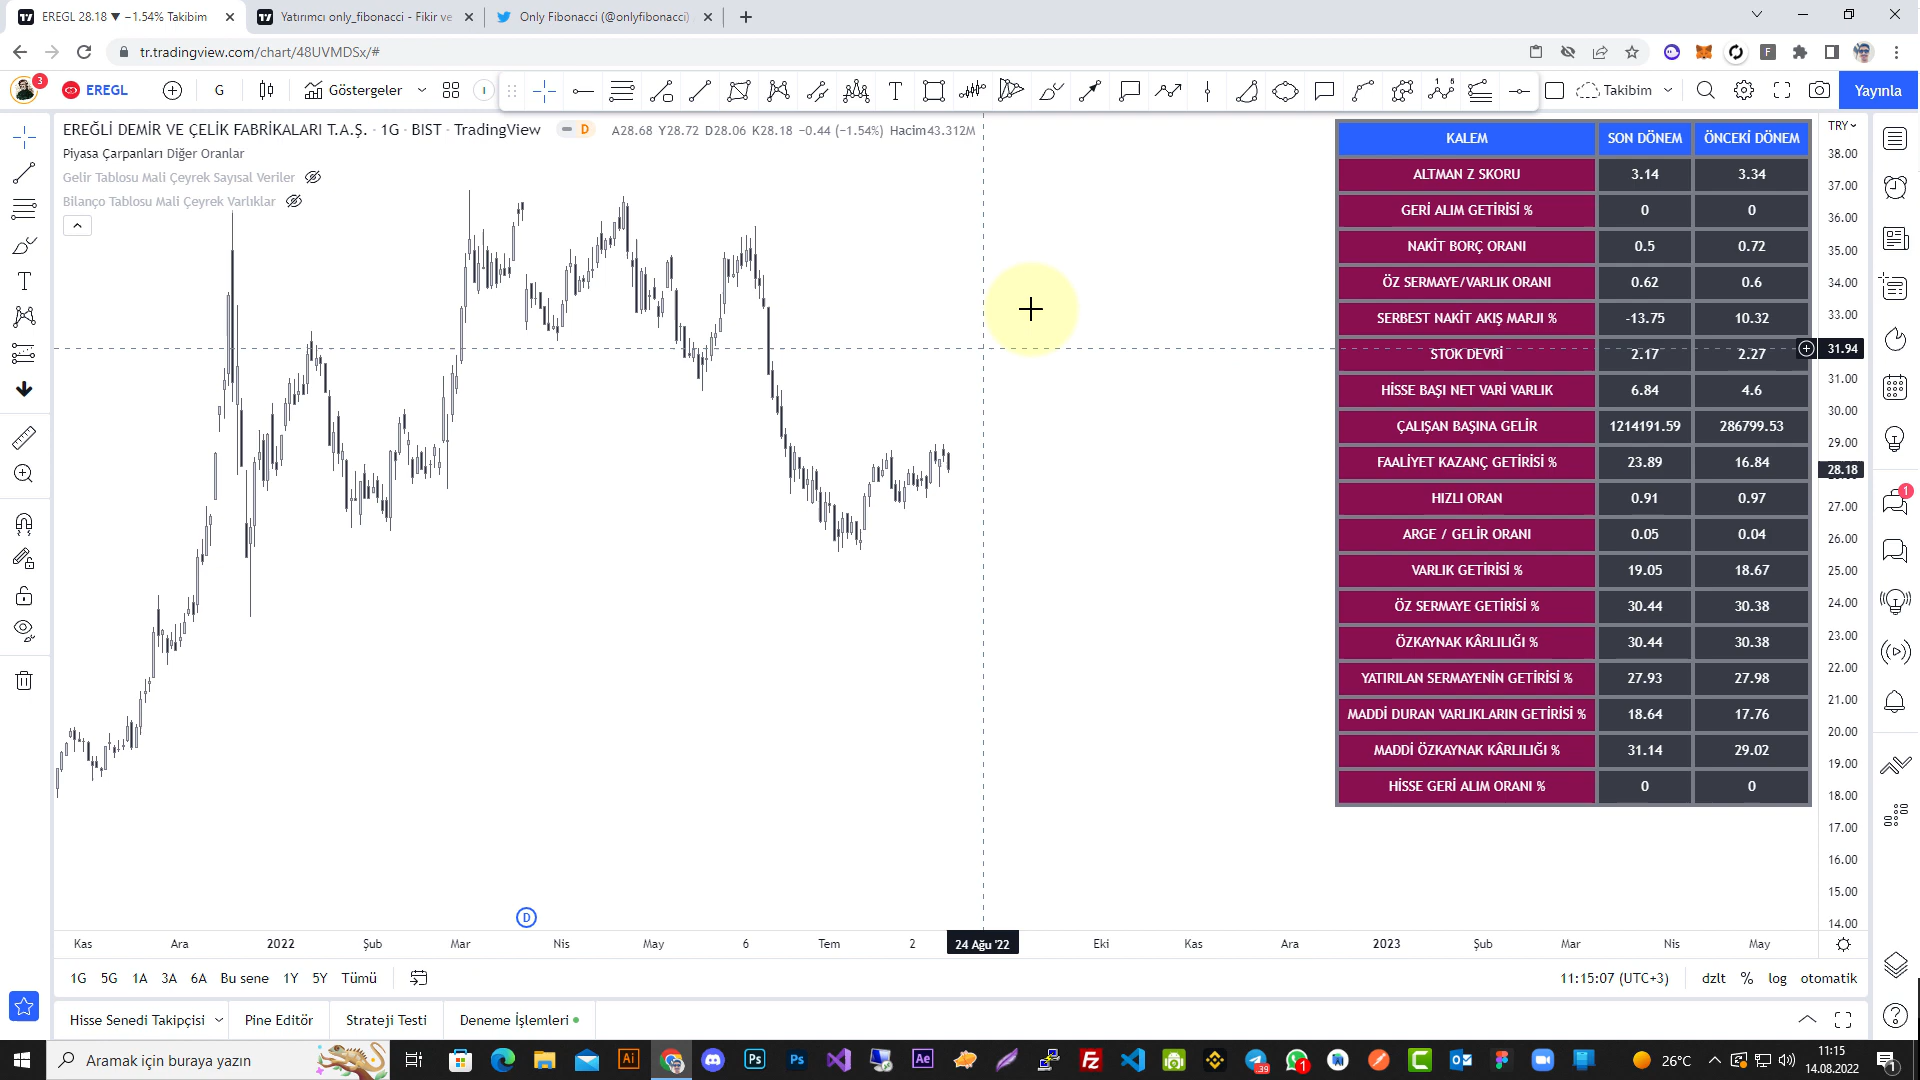 EREGL 28.18 ▼ −1.54% Takibim
Yatırımcı only_fibonacci - Fikir ve
Only Fibonacci (@onlyfibonacci)
tr.tradingview.com/chart/48UVMDSx/#
3
EREGL
G
Göstergeler
Takibim
Yayınla
EREĞLİ DEMİR VE ÇELİK FABRİKALARI T.A.Ş. · 1G · BIST · TradingView
D
A28.68 Y28.72 D28.06 K28.18 −0.44 (−1.54%) Hacim43.312M
Piyasa Çarpanları Diğer Oranlar
Gelir Tablosu Mali Çeyrek Sayısal Veriler
Bilanço Tablosu Mali Çeyrek Varlıklar
KALEM SON DÖNEM ÖNCEKİ DÖNEM
ALTMAN Z SKORU 3.14 3.34
GERİ ALIM GETİRİSİ % 0 0
NAKİT BORÇ ORANI 0.5 0.72
ÖZ SERMAYE/VARLIK ORANI 0.62 0.6
SERBEST NAKİT AKIŞ MARJI % -13.75 10.32
STOK DEVRİ 2.17 2.27
HİSSE BAŞI NET VARİ VARLIK 6.84 4.6
ÇALIŞAN BAŞINA GELİR 1214191.59 286799.53
FAALİYET KAZANÇ GETİRİSİ % 23.89 16.84
HIZLI ORAN 0.91 0.97
ARGE / GELİR ORANI 0.05 0.04
VARLIK GETİRİSİ % 19.05 18.67
ÖZ SERMAYE GETİRİSİ % 30.44 30.38
ÖZKAYNAK KÂRLILIĞI % 30.44 30.38
YATIRILAN SERMAYENİN GETİRİSİ % 27.93 27.98
MADDİ DURAN VARLIKLARIN GETİRİSİ % 18.64 17.76
MADDİ ÖZKAYNAK KÂRLILIĞI % 31.14 29.02
HİSSE GERİ ALIM ORANI % 0 0
TRY
38.00
37.00
36.00
35.00
34.00
33.00
31.94
31.00
30.00
29.00
28.18
27.00
26.00
25.00
24.00
23.00
22.00
21.00
20.00
19.00
18.00
17.00
16.00
15.00
14.00
1
D
Kas Ara 2022 Şub Mar Nis May 6 Tem 2 24 Ağu '22 Eki Kas Ara 2023 Şub Mar Nis May
1G 5G 1A 3A 6A Bu sene 1Y 5Y Tümü
11:15:07 (UTC+3) dzlt % log otomatik
Hisse Senedi Takipçisi Pine Editör Strateji Testi Deneme İşlemleri
Aramak için buraya yazın
39
1
26°C
11:15
14.08.2022
1